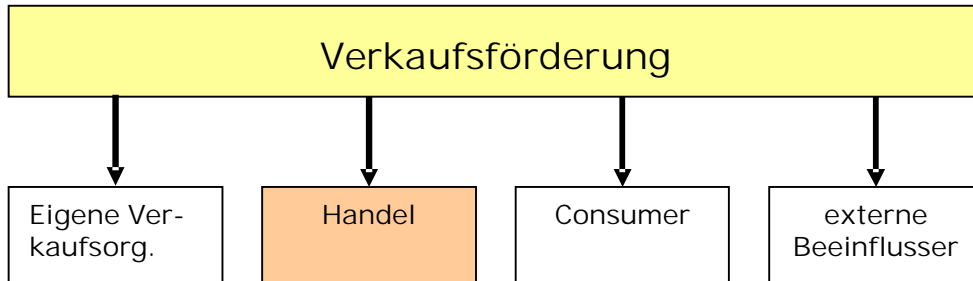 Verkaufsförderung
Eigene Ver-
kaufsorg.
Handel
Consumer
externe
Beeinflusser